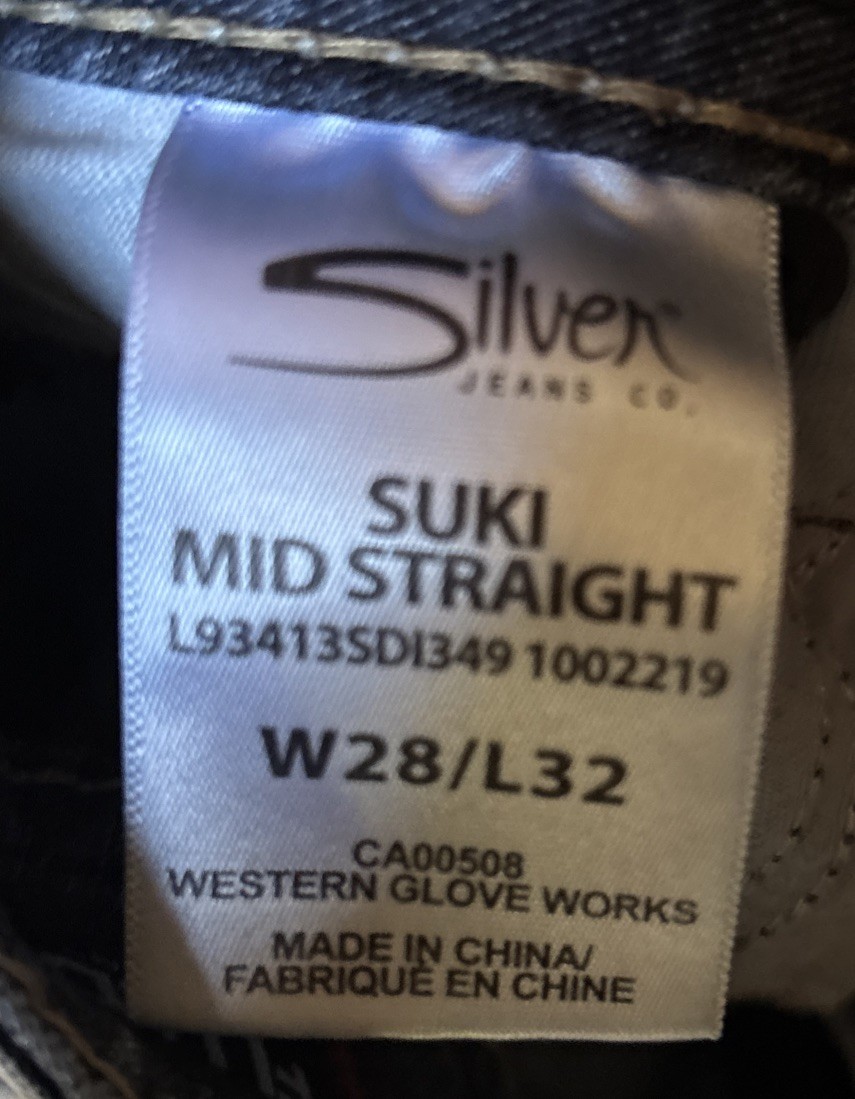 Silver™
JEANS CO.
SUKI
MID STRAIGHT
L93413SDI349 1002219
W28/L32
CA00508
WESTERN GLOVE WORKS
MADE IN CHINA/
FABRIQUÉ EN CHINE